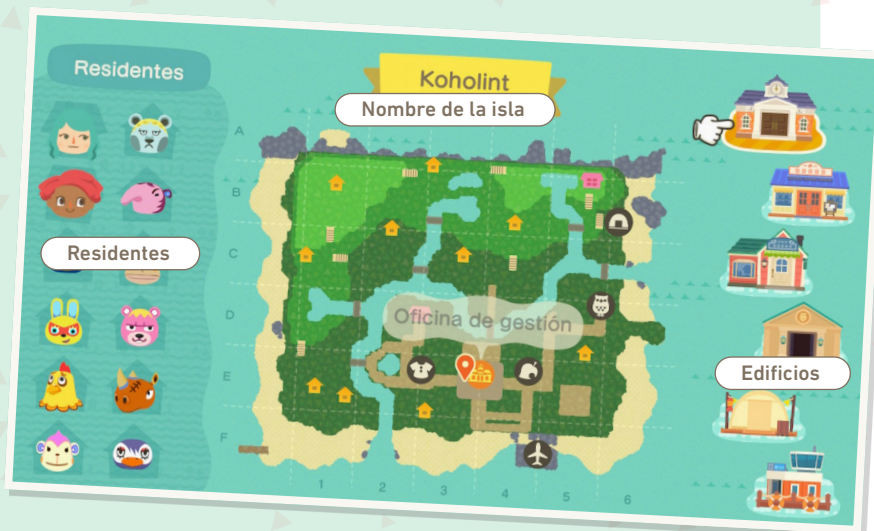 Residentes
Koholint
Nombre de la isla
A
B
C
D
E
F
Residentes
Oficina de gestión
Edificios
1 2 3 4 5 6